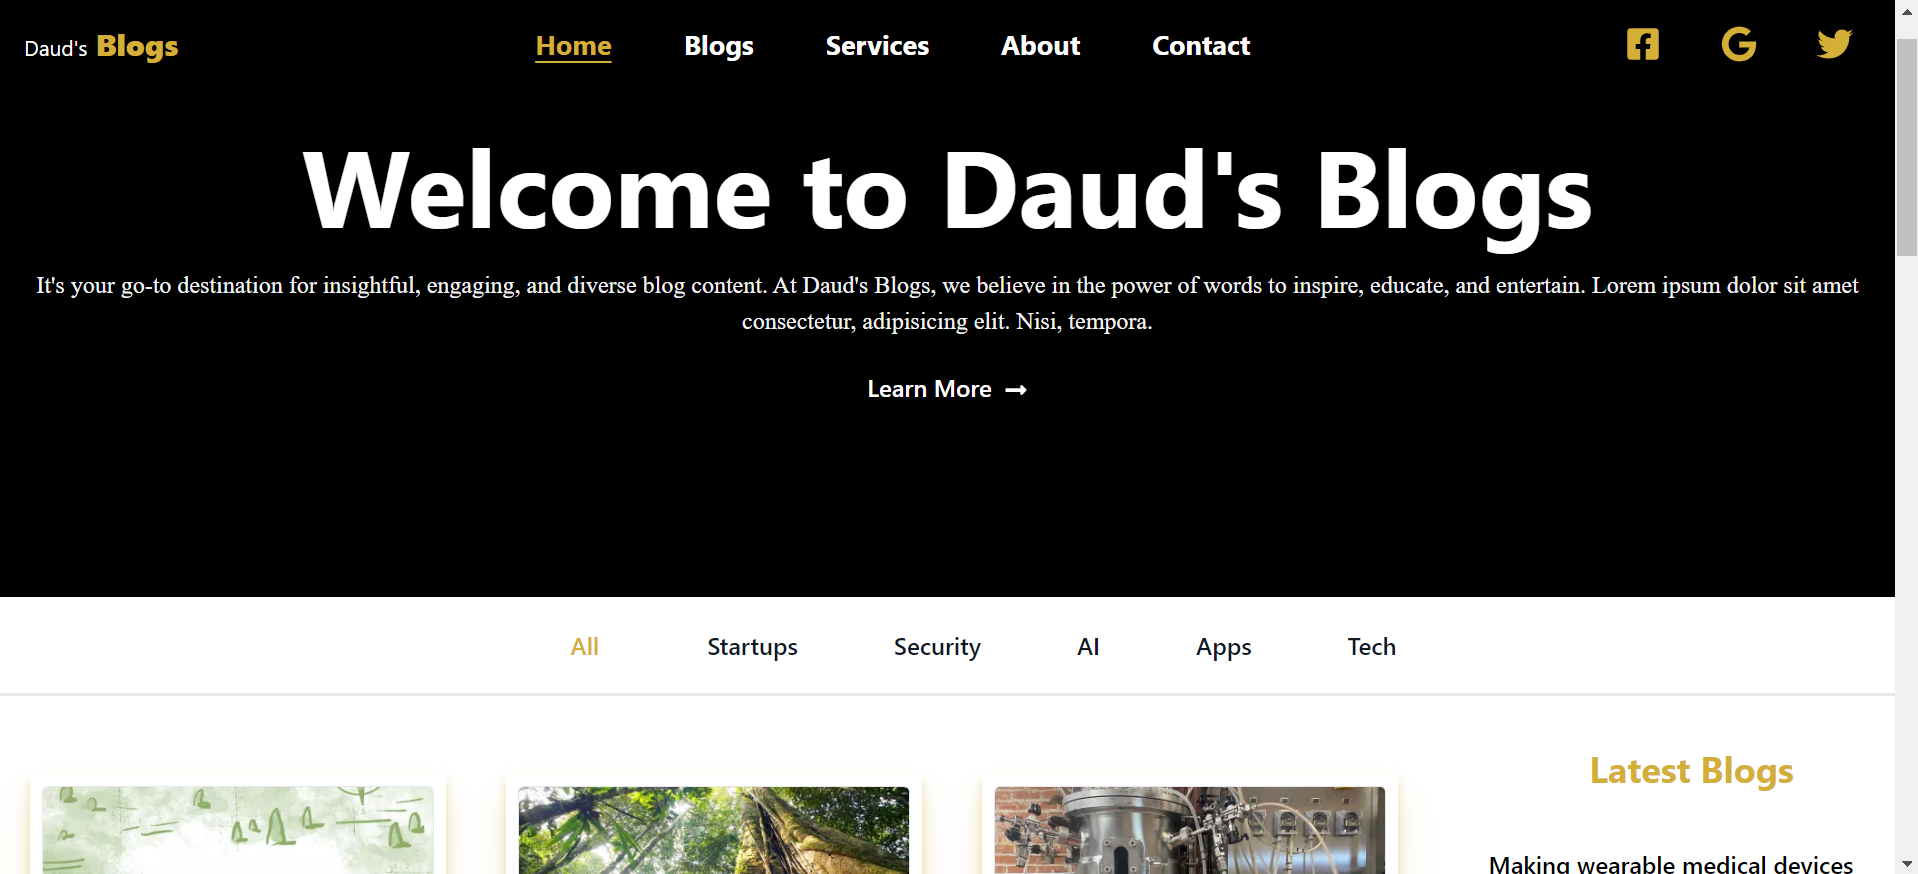 Daud's Blogs
Home Blogs Services About Contact
Welcome to Daud's Blogs
It's your go-to destination for insightful, engaging, and diverse blog content. At Daud's Blogs, we believe in the power of words to inspire, educate, and entertain. Lorem ipsum dolor sit amet
consectetur, adipisicing elit. Nisi, tempora.
Learn More →
All Startups Security AI Apps Tech
Latest Blogs
Making wearable medical devices